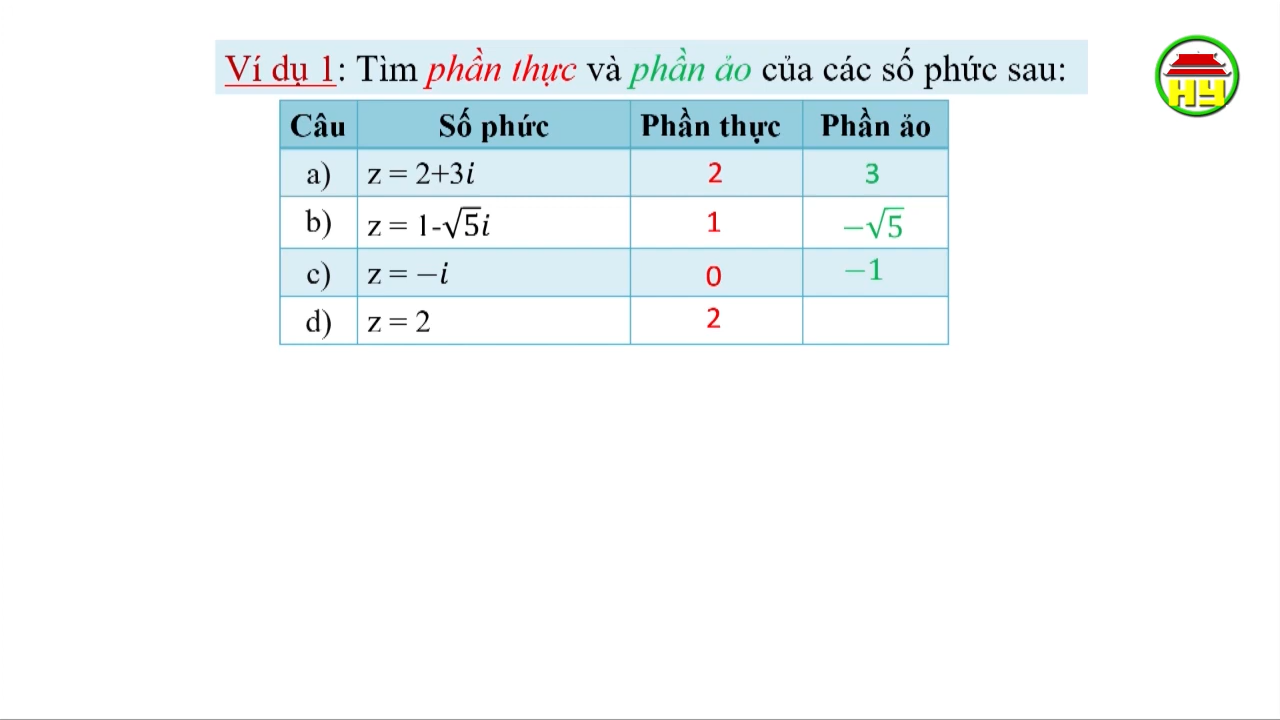 Ví dụ 1: Tìm phần thực và phần ảo của các số phức sau:
HY
Câu Số phức Phần thực Phần ảo
a) z = 2+3i 2 3
b) z = 1-√5i 1 −√5
c) z = −i 0 −1
d) z = 2 2